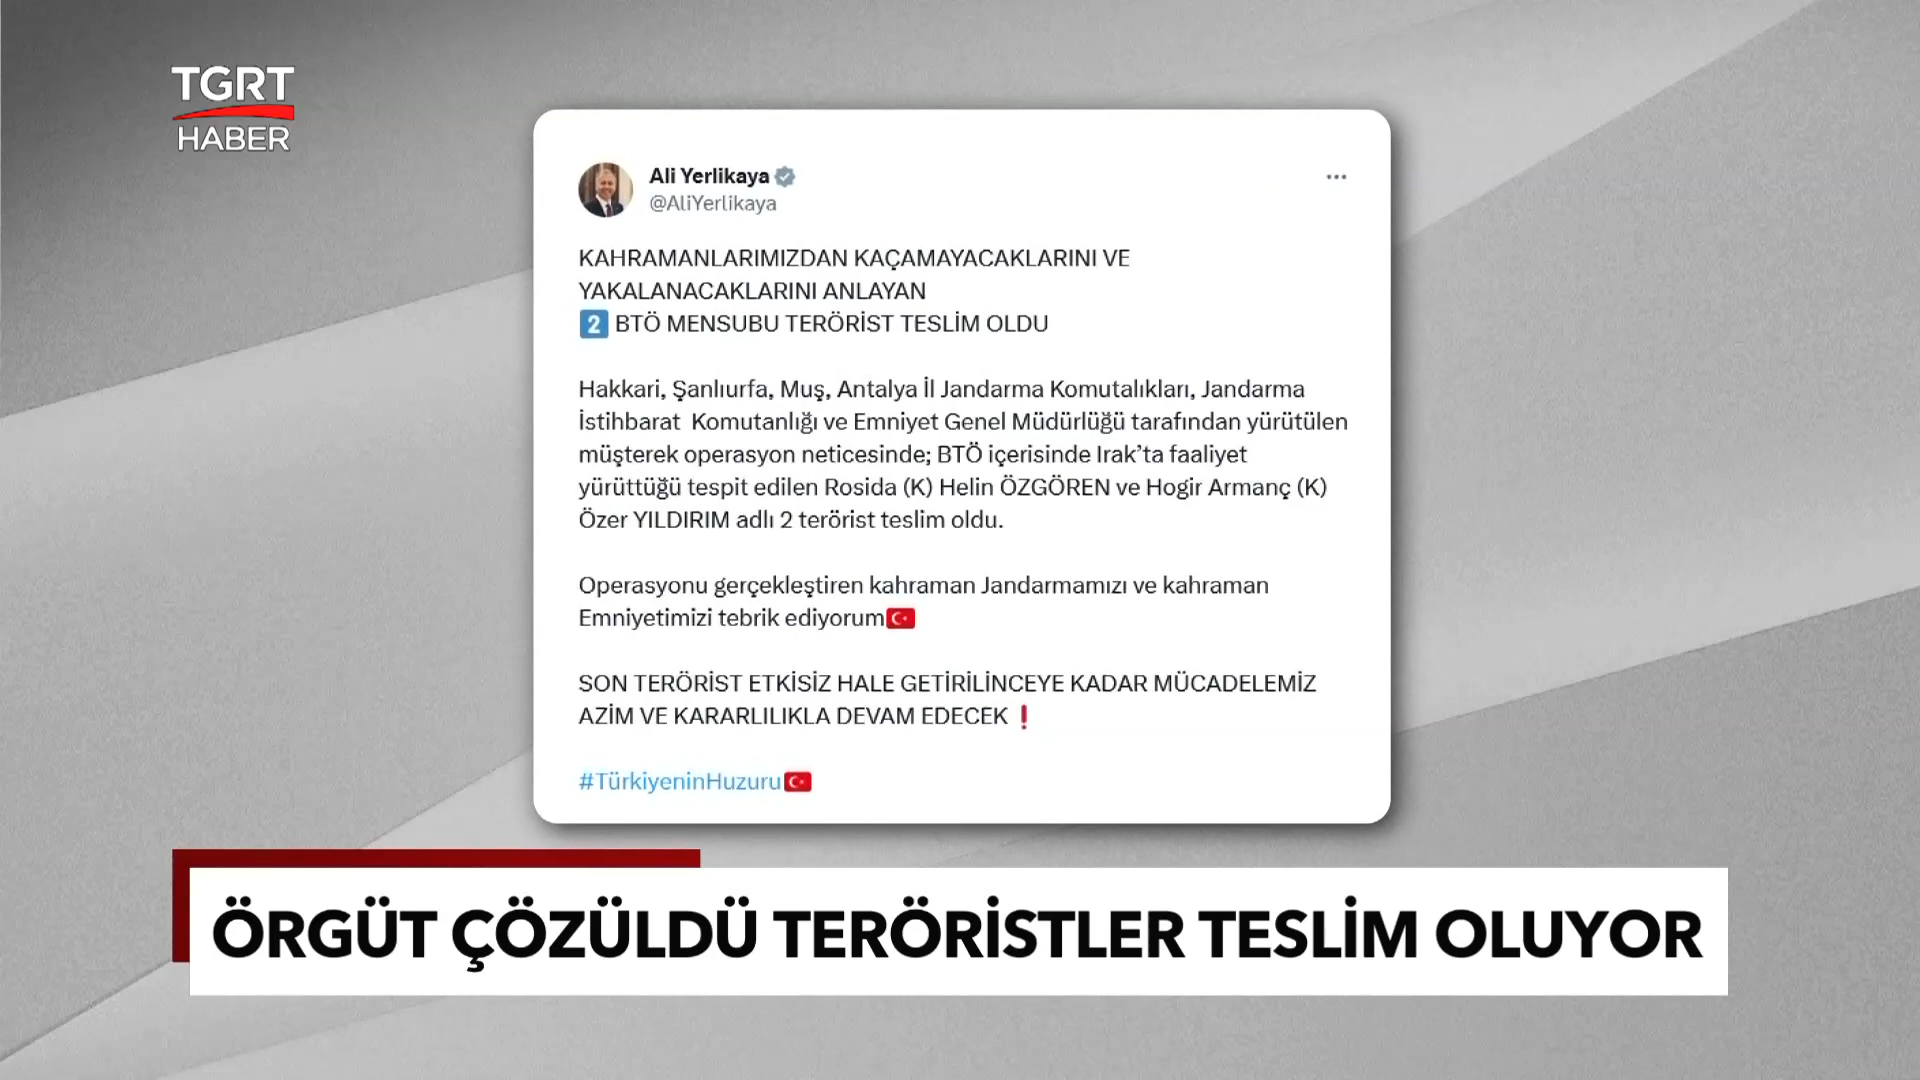 TGRT
HABER
Ali Yerlikaya
@AliYerlikaya
KAHRAMANLARIMIZDAN KAÇAMAYACAKLARINI VE
YAKALANACAKLARINI ANLAYAN
2 BTÖ MENSUBU TERÖRİST TESLİM OLDU
Hakkari, Şanlıurfa, Muş, Antalya İl Jandarma Komutalıkları, Jandarma
İstihbarat  Komutanlığı ve Emniyet Genel Müdürlüğü tarafından yürütülen
müşterek operasyon neticesinde; BTÖ içerisinde Irak’ta faaliyet
yürüttüğü tespit edilen Rosida (K) Helin ÖZGÖREN ve Hogir Armanç (K)
Özer YILDIRIM adlı 2 terörist teslim oldu.
Operasyonu gerçekleştiren kahraman Jandarmamızı ve kahraman
Emniyetimizi tebrik ediyorum🇹🇷
SON TERÖRİST ETKİSİZ HALE GETİRİLİNCEYE KADAR MÜCADELEMİZ
AZİM VE KARARLILIKLA DEVAM EDECEK❗
#TürkiyeninHuzuru🇹🇷
ÖRGÜT ÇÖZÜLDÜ TERÖRİSTLER TESLİM OLUYOR